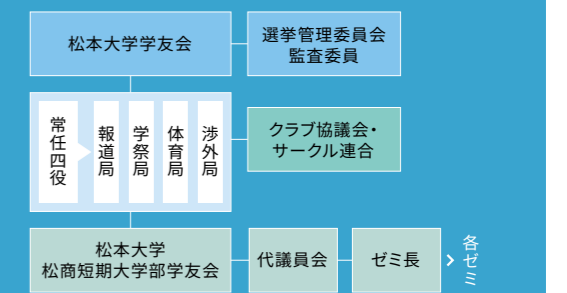 松本大学学友会
選挙管理委員会
監査委員
常任四役
報道局
学祭局
体育局
渉外局
クラブ協議会・
サークル連合
松本大学
松商短期大学部学友会
代議員会
ゼミ長
各ゼミ